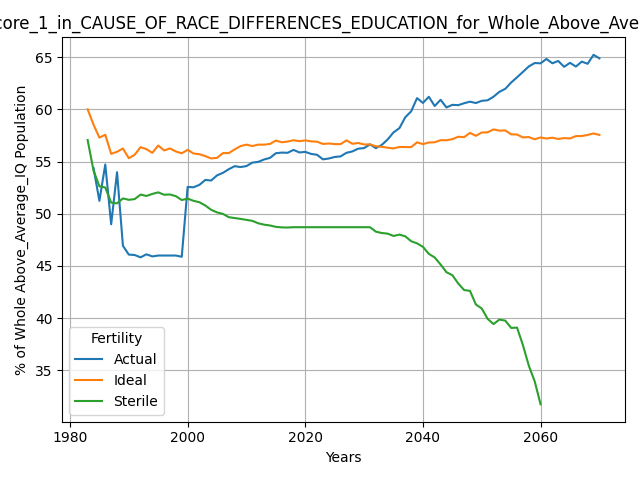 core_1_in_CAUSE_OF_RACE_DIFFERENCES_EDUCATION_for_Whole_Above_Ave
% of Whole Above_Average_IQ Population
65
60
55
50
45
40
35
Fertility
Actual
Ideal
Sterile
1980 2000 2020 2040 2060
Years